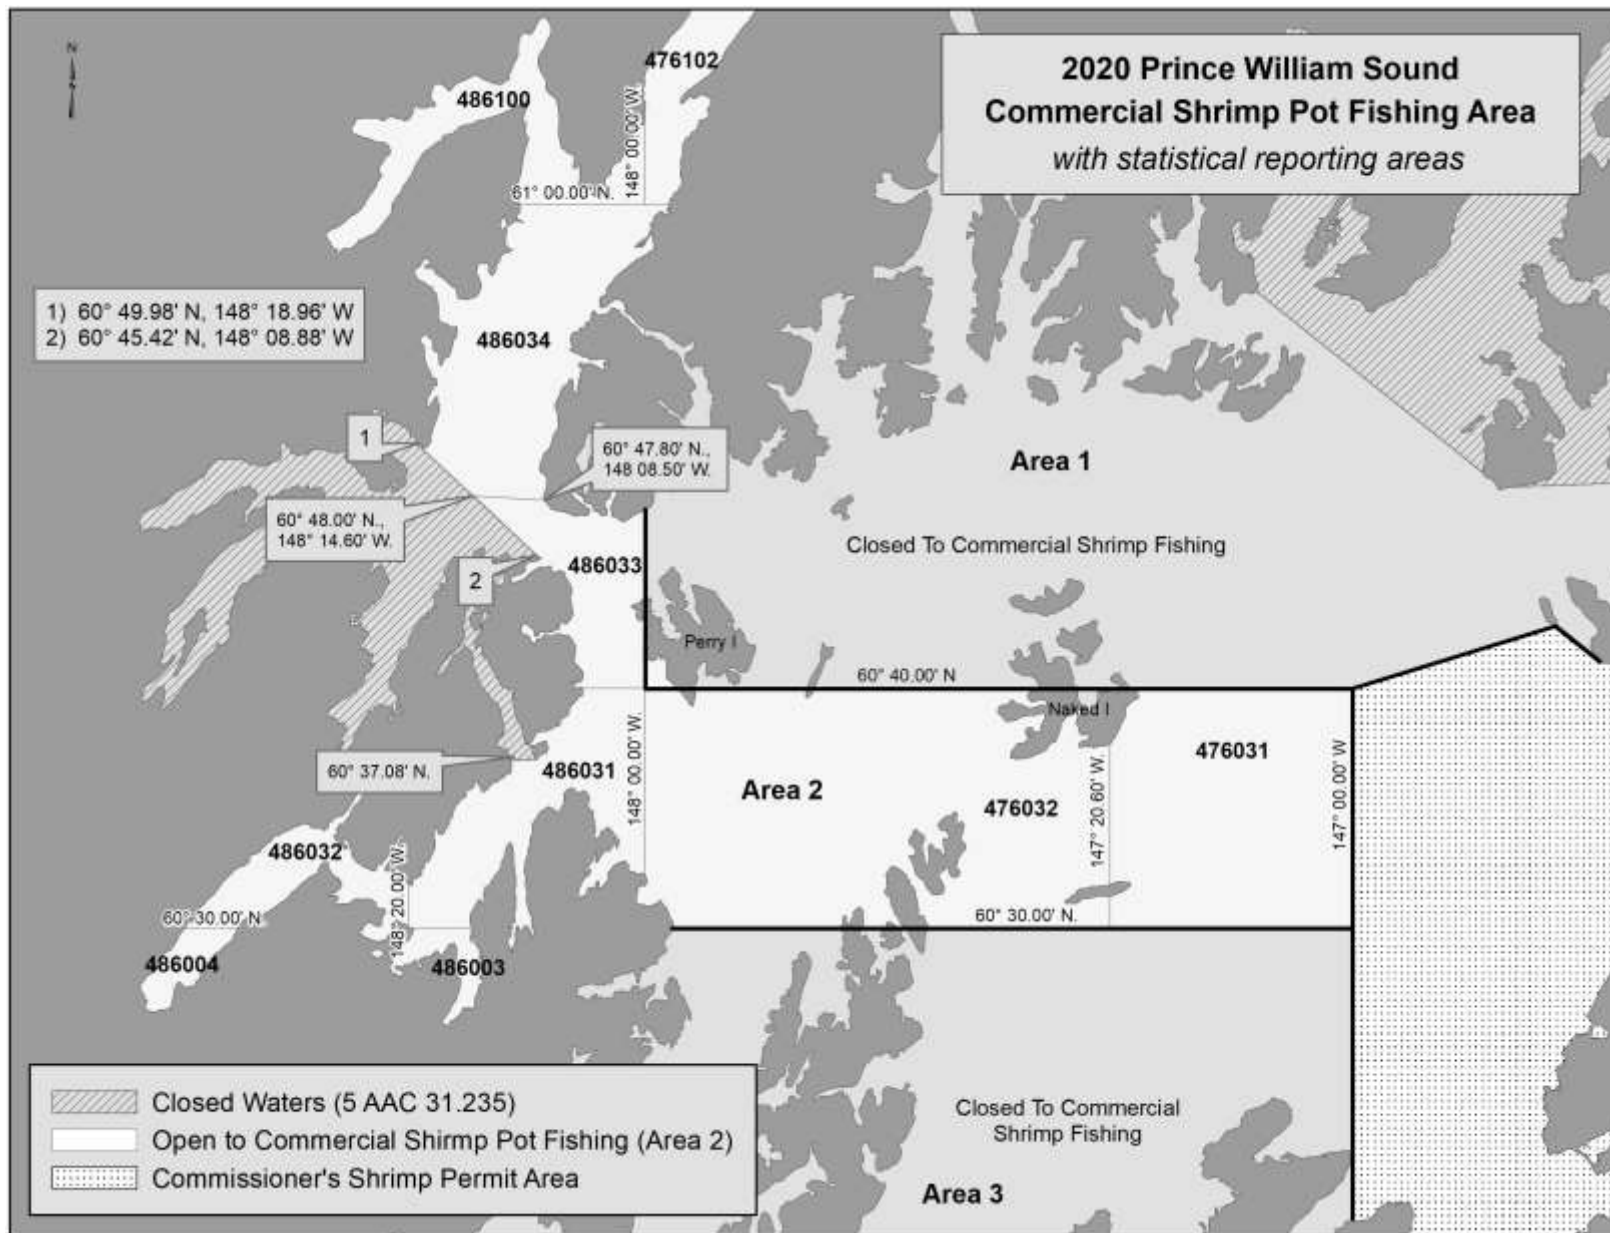 N
2020 Prince William Sound
Commercial Shrimp Pot Fishing Area
with statistical reporting areas
476102
486100
148° 00.00' W.
61° 00.00' N.
1) 60° 49.98' N, 148° 18.96' W
2) 60° 45.42' N, 148° 08.88' W
486034
1
60° 47.80' N.,
148 08.50' W.
Area 1
60° 48.00' N.,
148° 14.60' W.
Closed To Commercial Shrimp Fishing
2
486033
Perry I
60° 40.00' N
Naked I
60° 37.08' N.
486031
148° 00.00' W.
Area 2
476032
147° 20.60' W.
476031
147° 00.00' W
486032
148° 20.00' W.
60° 30.00' N.
60° 30.00' N.
486004
486003
Closed Waters (5 AAC 31.235)
Open to Commercial Shirmp Pot Fishing (Area 2)
Commissioner's Shrimp Permit Area
Closed To Commercial
Shrimp Fishing
Area 3